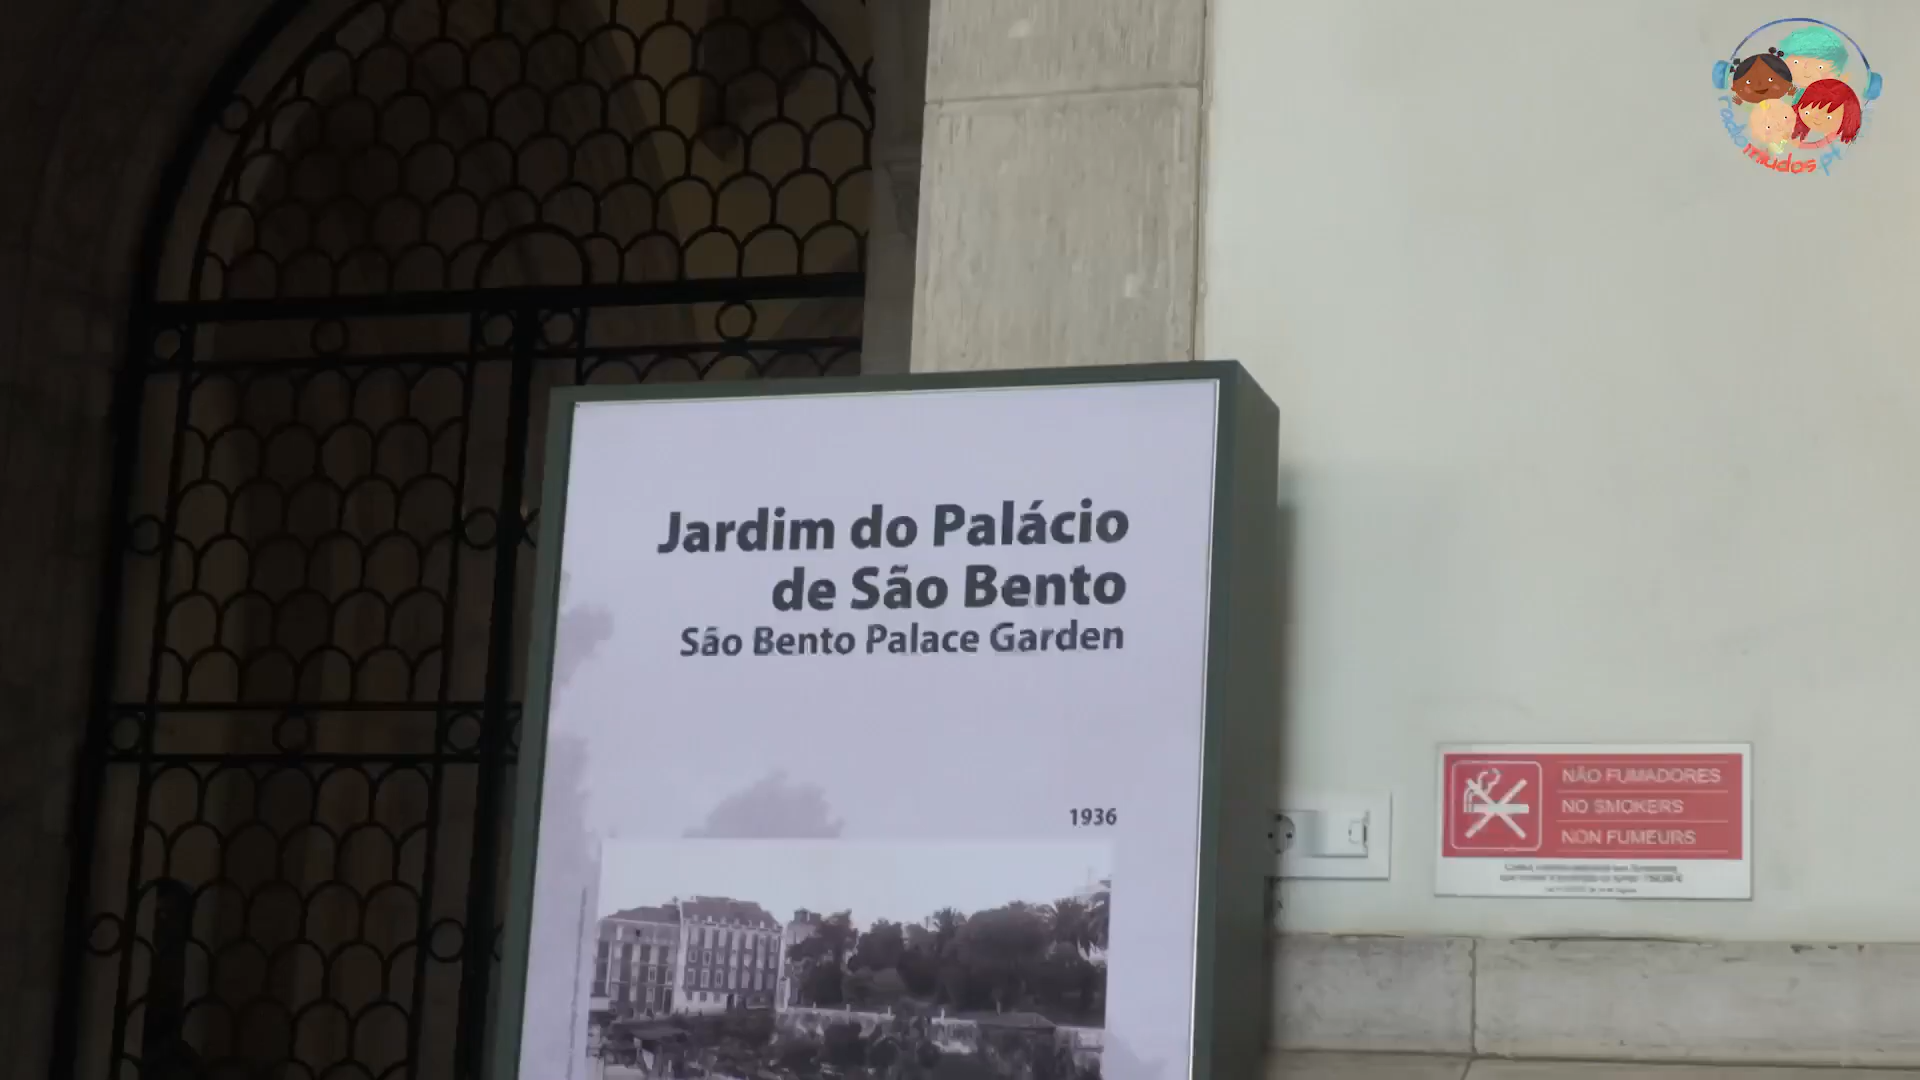 radiomiudos.pt
Jardim do Palácio
de São Bento
São Bento Palace Garden
1936
NÃO FUMADORES
NO SMOKERS
NON FUMEURS